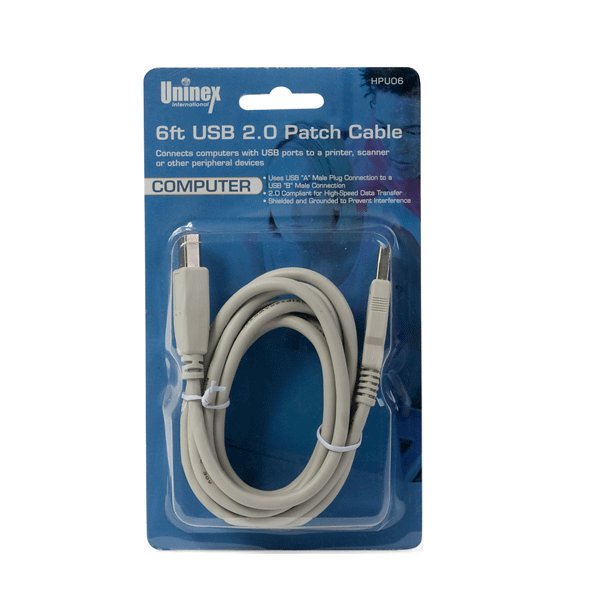 HPU06
Uninex
International
6ft USB 2.0 Patch Cable
Connects computers with USB ports to a printer, scanner
or other peripheral devices
COMPUTER
• Uses USB "A" Male Plug Connection to a
USB "B" Male Connection
• 2.0 Compliant for High-Speed Data Transfer
• Shielded and Grounded to Prevent Interference